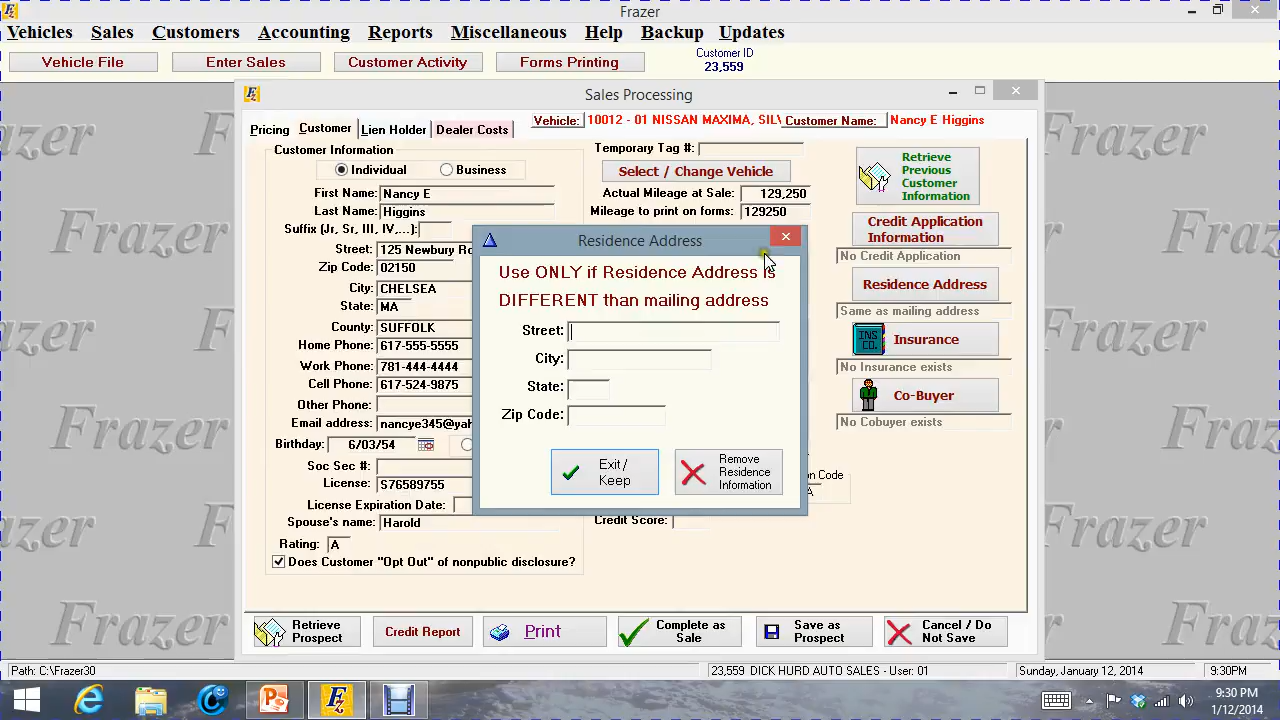 Frazer
Vehicles Sales Customers Accounting Reports Miscellaneous Help Backup Updates
Vehicle File
Enter Sales
Customer Activity
Forms Printing
Customer ID
23,559
Sales Processing
Pricing
Customer
Lien Holder
Dealer Costs
Vehicle: 10012 - 01 NISSAN MAXIMA, SIL
Customer Name: Nancy E Higgins
Customer Information
Individual
Business
First Name: Nancy E
Last Name: Higgins
Suffix (Jr, Sr, III, IV,...):
Street: 125 Newbury Ro
Zip Code: 02150
City: CHELSEA
State: MA
County: SUFFOLK
Home Phone: 617-555-5555
Work Phone: 781-444-4444
Cell Phone: 617-524-9875
Other Phone:
Email address: nancye345@yah
Birthday: 6/03/54
Soc Sec #:
License: S76589755
License Expiration Date:
Spouse's name: Harold
Rating: A
Does Customer "Opt Out" of nonpublic disclosure?
Temporary Tag #:
Select / Change Vehicle
Actual Mileage at Sale: 129,250
Mileage to print on forms: 129250
Residence Address
Use ONLY if Residence Address is
DIFFERENT than mailing address
Street:
City:
State:
Zip Code:
Exit /
Keep
Remove
Residence
Information
on Code
A
Credit Score:
Retrieve
Previous
Customer
Information
Credit Application
Information
No Credit Application
Residence Address
Same as mailing address
INS
CO.
Insurance
No Insurance exists
Co-Buyer
No Cobuyer exists
Retrieve
Prospect
Credit Report
Print
Complete as
Sale
Save as
Prospect
Cancel / Do
Not Save
Frazer
Frazer
Frazer
Frazer
Frazer
Frazer
Path: C:\Frazer30
23,559 DICK HURD AUTO SALES - User: 01
Sunday, January 12, 2014
9:30PM
9:30 PM
1/12/2014